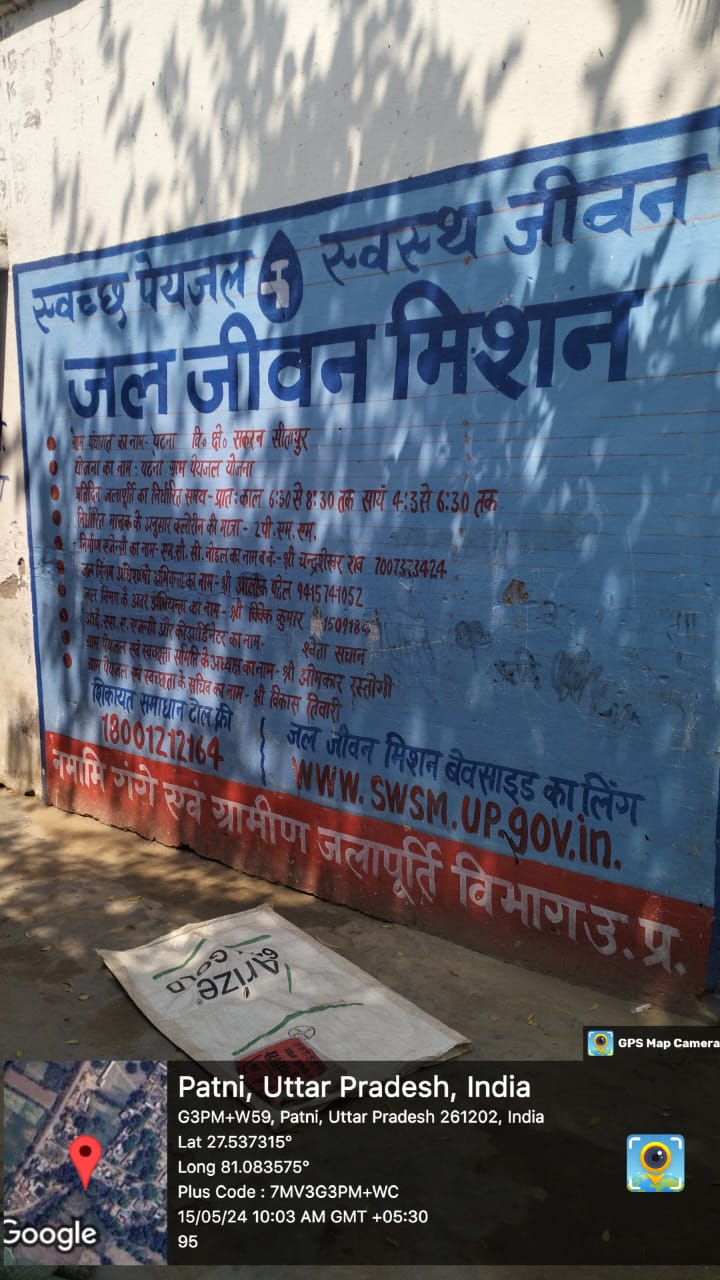 स्वच्छ पेयजल स्वस्थ जीवन
जल जीवन मिशन
ग्राम पंचायत का नाम- पटना वि० क्षे० सकरन सीतापुर
योजना का नाम : पटना ग्राम पेयजल योजना
प्रतिदिन जलापूर्ति का निर्धारित समय - प्रातः काल 6:30 से 8:30 तक सायं 4:3 से 6:30 तक
निर्धारित मानक के अनुसार क्लोरीन की मात्रा - 2 पी. एम. एम.
निर्माण एजेन्सी का नाम - एन. सी. सी. नोडल का नाम व नं:- श्री चन्द्रशेखर राव
जल निगम अधिशाषी अभियन्ता का नाम - श्री आलोक पटेल 9415741052
जल निगम के अवर अभियन्ता का नाम - श्री विवेक कुमार
आई. एस. ए. एजेन्सी और कोआर्डिनेटर का नाम- श्वेता सचान
ग्राम पेयजल एवं स्वच्छता समिति के अध्यक्ष का नाम - श्री ओमकार रस्तोगी
ग्राम पेयजल एवं स्वच्छता के सचिव का नाम - श्री विकास तिवारी
शिकायत समाधान टोल फ्री
18001212164
जल जीवन मिशन बेवसाइड का लिंग
WWW.SWSM.UP.gov.in.
नमामि गंगे एवं ग्रामीण जलापूर्ति विभाग उ.प्र.
Arize
GOLD
GPS Map Camera
Patni, Uttar Pradesh, India
G3PM+W59, Patni, Uttar Pradesh 261202, India
Lat 27.537315°
Long 81.083575°
Plus Code : 7MV3G3PM+WC
15/05/24 10:03 AM GMT +05:30
95
Google